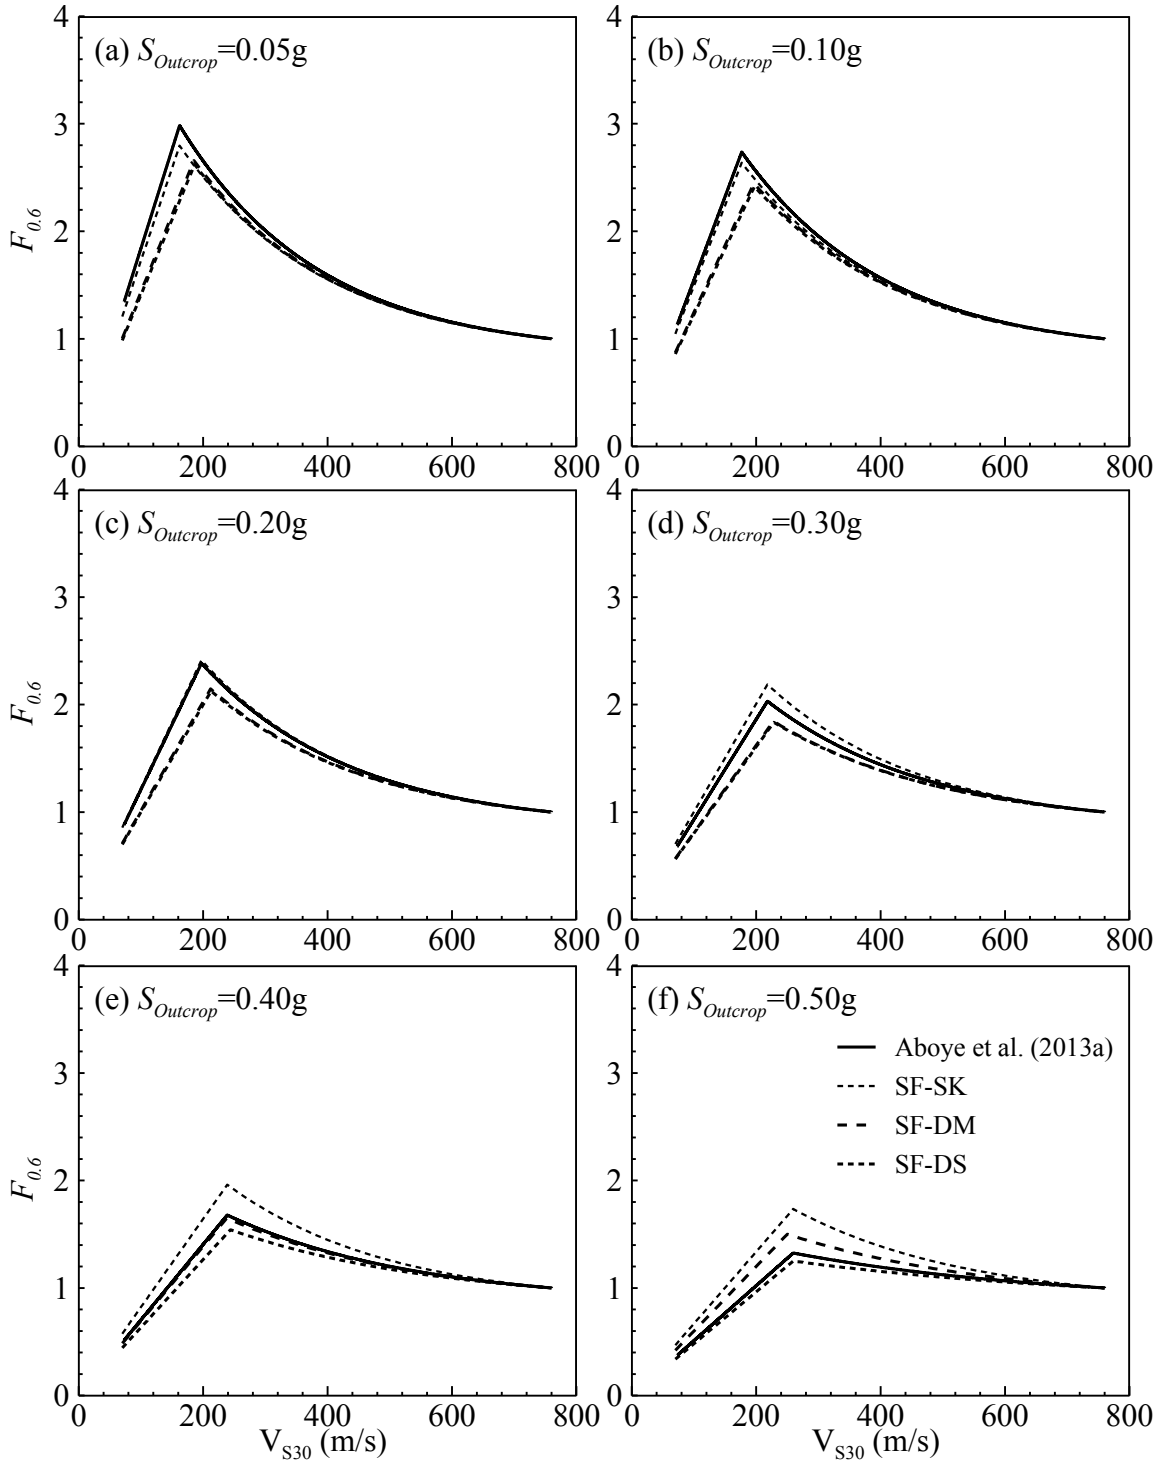 4
3
2
1
0
F0.6
(a) SOutcrop=0.05g
0 200 400 600 800
4
3
2
1
0
(b) SOutcrop=0.10g
0 200 400 600 800
4
3
2
1
0
F0.6
(c) SOutcrop=0.20g
0 200 400 600 800
4
3
2
1
0
(d) SOutcrop=0.30g
0 200 400 600 800
4
3
2
1
0
F0.6
(e) SOutcrop=0.40g
0 200 400 600 800
VS30 (m/s)
4
3
2
1
0
(f) SOutcrop=0.50g
Aboye et al. (2013a)
SF-SK
SF-DM
SF-DS
0 200 400 600 800
VS30 (m/s)